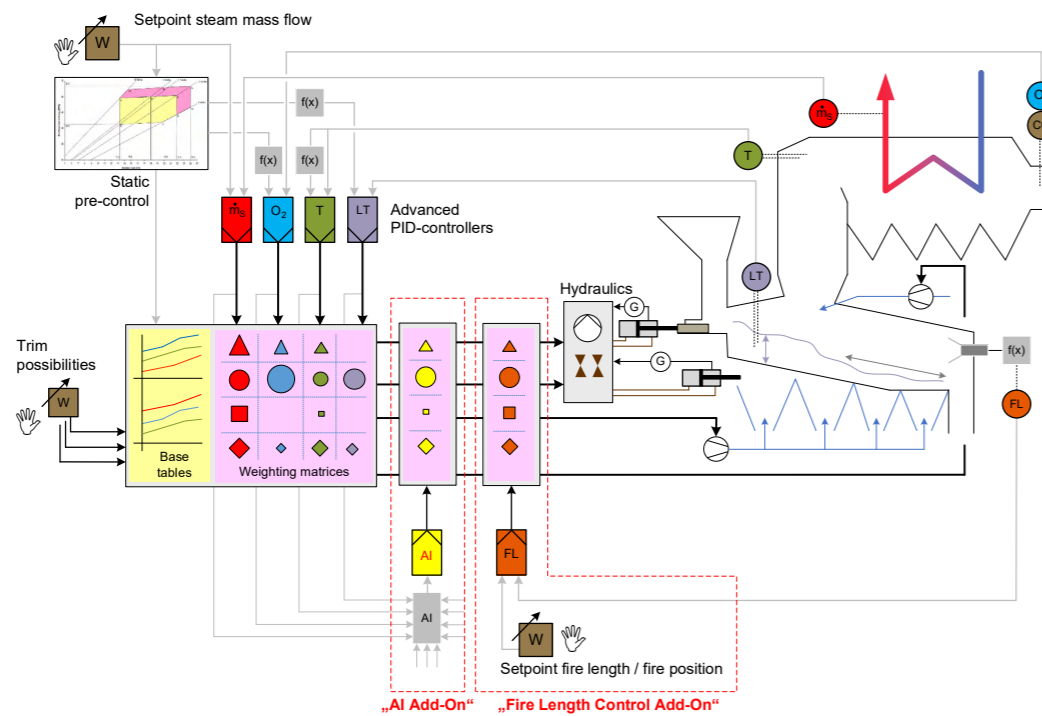 Setpoint steam mass flow
W
f(x)
f(x)
f(x)
Static
pre-control
ṁS
O2
T
LT
Advanced
PID-controllers
ṁS
T
LT
Hydraulics
G
G
f(x)
FL
Trim
possibilities
W
Base
tables
Weighting matrices
AI
FL
AI
W
Setpoint fire length / fire position
„AI Add-On“
„Fire Length Control Add-On“